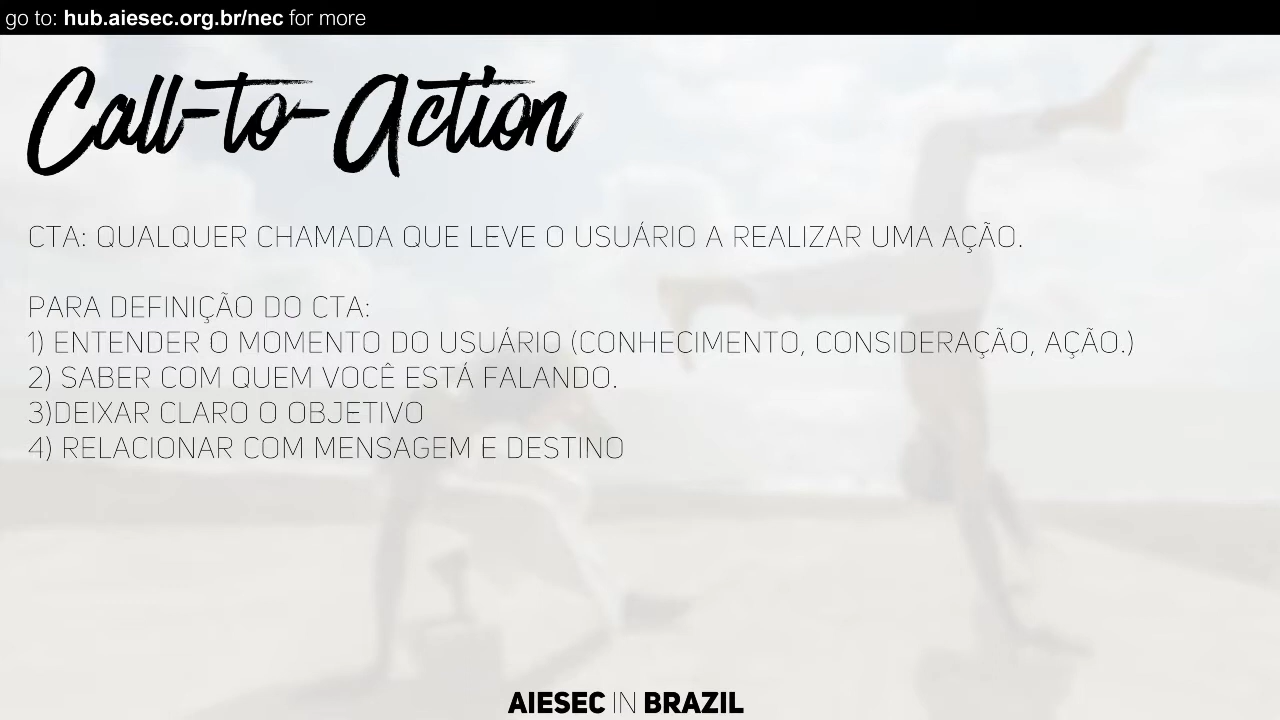 go to: hub.aiesec.org.br/nec for more
Call-to-Action
CTA: QUALQUER CHAMADA QUE LEVE O USUÁRIO A REALIZAR UMA AÇÃO.
PARA DEFINIÇÃO DO CTA:
1) ENTENDER O MOMENTO DO USUÁRIO (CONHECIMENTO, CONSIDERAÇÃO, AÇÃO.)
2) SABER COM QUEM VOCÊ ESTÁ FALANDO.
3)DEIXAR CLARO O OBJETIVO
4) RELACIONAR COM MENSAGEM E DESTINO
AIESEC IN BRAZIL